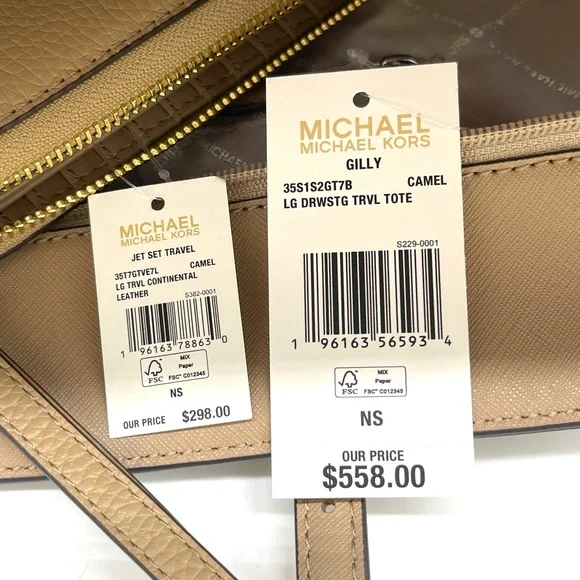 MICHAEL
MICHAEL KORS
JET SET TRAVEL
35T7GTVE7L CAMEL
LG TRVL CONTINENTAL
LEATHER
S382-0001
1 96163 78863 0
FSC
MIX
Paper
FSC™ C012345
NS
OUR PRICE $298.00
MICHAEL
MICHAEL KORS
GILLY
35S1S2GT7B CAMEL
LG DRWSTG TRVL TOTE
S229-0001
1 96163 56593 4
FSC
MIX
Paper
FSC™ C012345
NS
OUR PRICE
$558.00